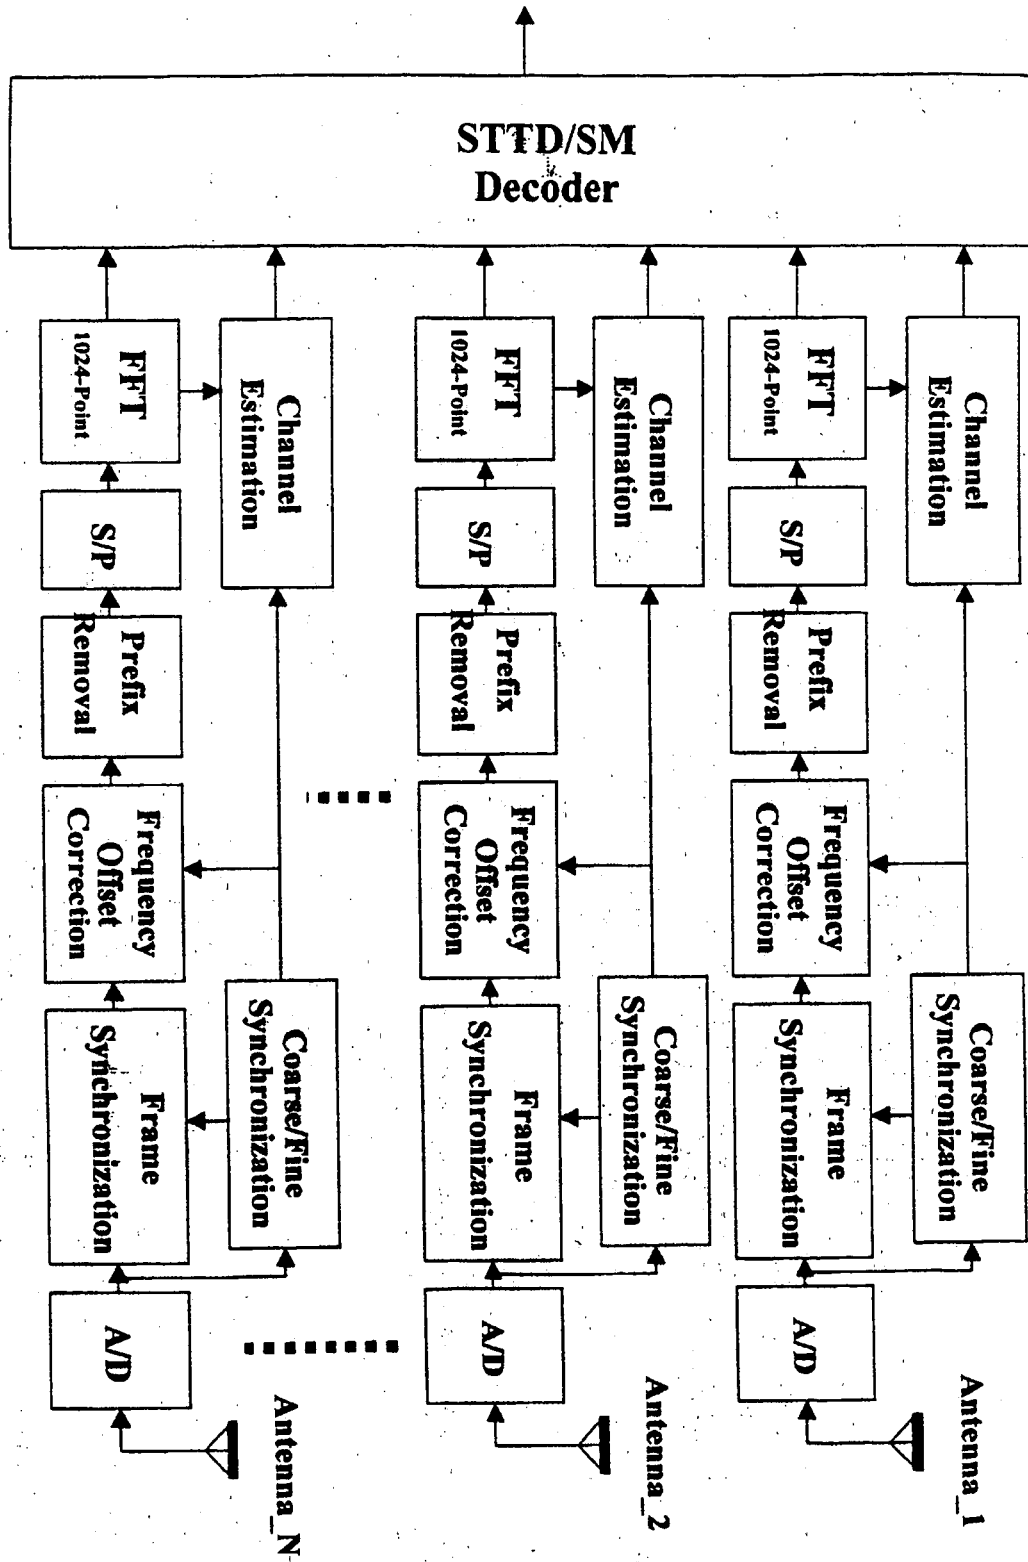 STTD/SM
Decoder
Channel
Estimation
FFT
1024-Point
S/P
Prefix
Removal
Frequency
Offset
Correction
Coarse/Fine
Synchronization
Frame
Synchronization
A/D
Antenna_1
Channel
Estimation
FFT
1024-Point
S/P
Prefix
Removal
Frequency
Offset
Correction
Coarse/Fine
Synchronization
Frame
Synchronization
A/D
Antenna_2
Channel
Estimation
FFT
1024-Point
S/P
Prefix
Removal
Frequency
Offset
Correction
Coarse/Fine
Synchronization
Frame
Synchronization
A/D
Antenna_N